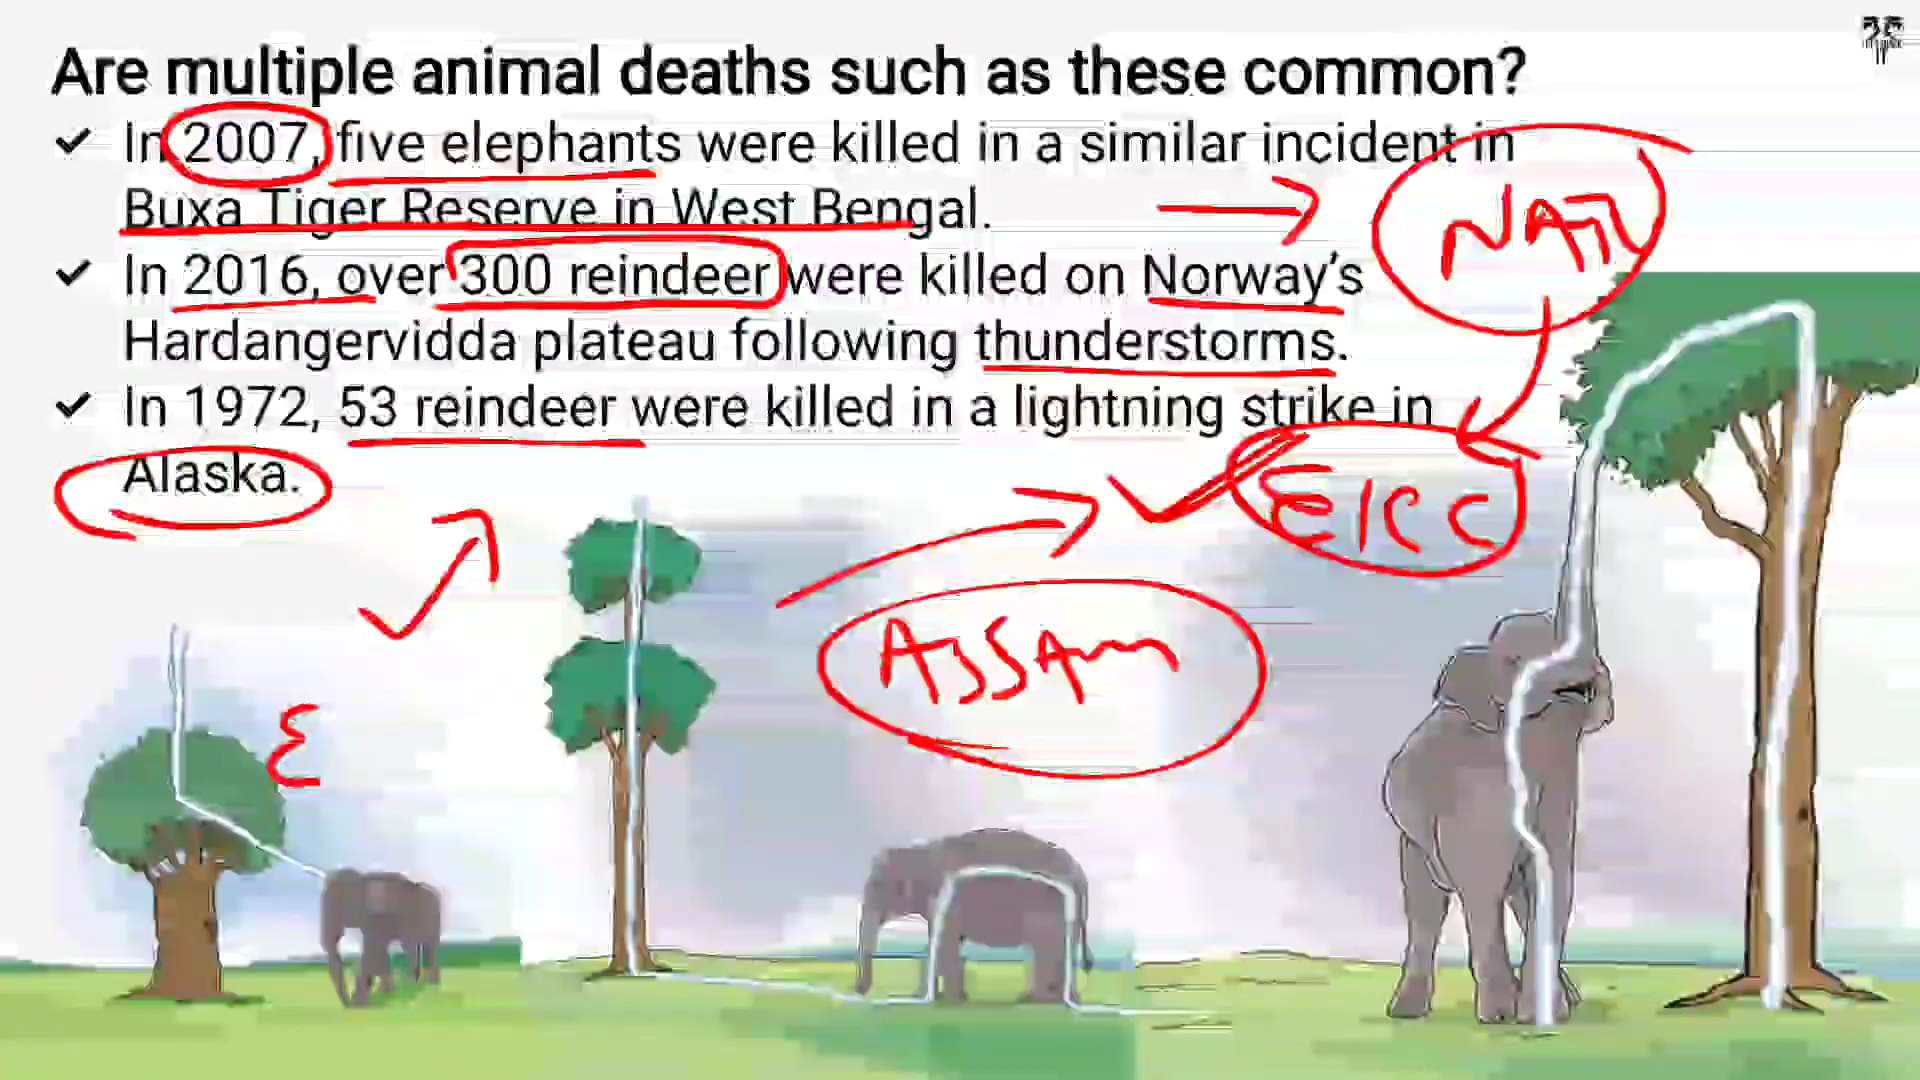 Are multiple animal deaths such as these common?
In 2007, five elephants were killed in a similar incident in
Buxa Tiger Reserve in West Bengal.
In 2016, over 300 reindeer were killed on Norway's
Hardangervidda plateau following thunderstorms.
In 1972, 53 reindeer were killed in a lightning strike in
Alaska.
ASSAm